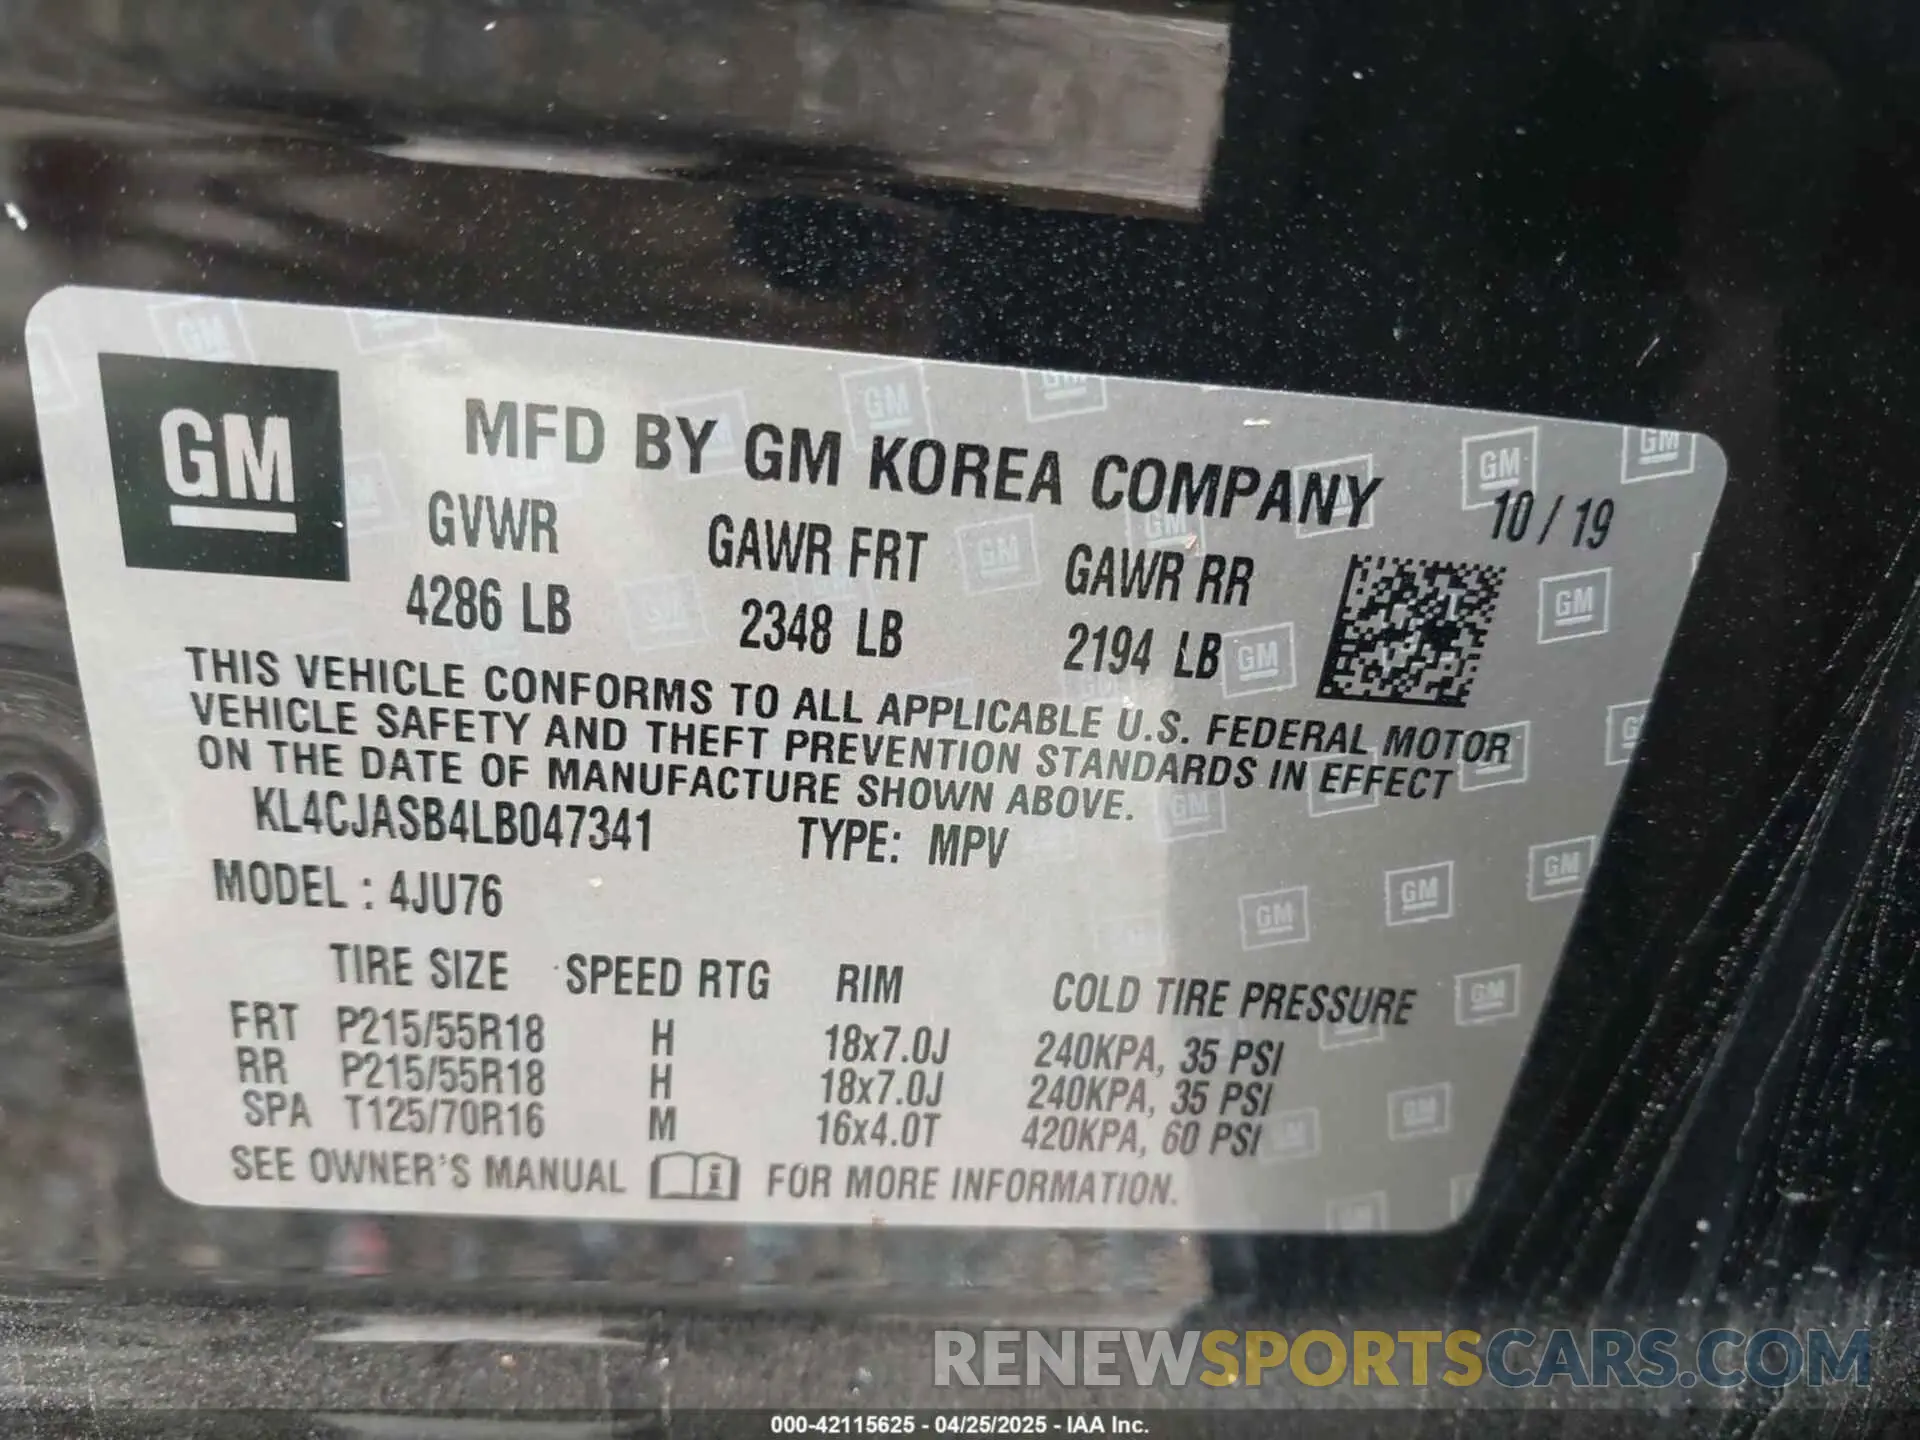 GM
MFD BY GM KOREA COMPANY
10 / 19
GVWR GAWR FRT GAWR RR
4286 LB 2348 LB 2194 LB
THIS VEHICLE CONFORMS TO ALL APPLICABLE U.S. FEDERAL MOTOR
VEHICLE SAFETY AND THEFT PREVENTION STANDARDS IN EFFECT
ON THE DATE OF MANUFACTURE SHOWN ABOVE.
KL4CJASB4LB047341 TYPE: MPV
MODEL : 4JU76
TIRE SIZE SPEED RTG RIM COLD TIRE PRESSURE
FRT P215/55R18 H 18x7.0J 240KPA, 35 PSI
RR P215/55R18 H 18x7.0J 240KPA, 35 PSI
SPA T125/70R16 M 16x4.0T 420KPA, 60 PSI
SEE OWNER'S MANUAL FOR MORE INFORMATION.
RENEWSPORTSCARS.COM
000-42115625 - 04/25/2025 - IAA Inc.